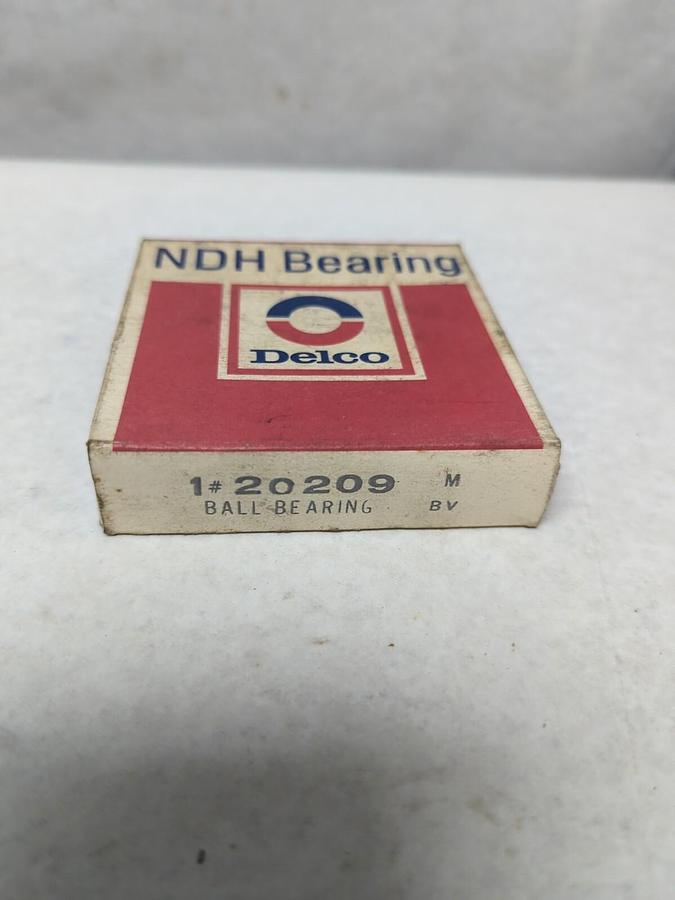 NDH Bearing
Delco
1# 20209 M
BALL BEARING BV